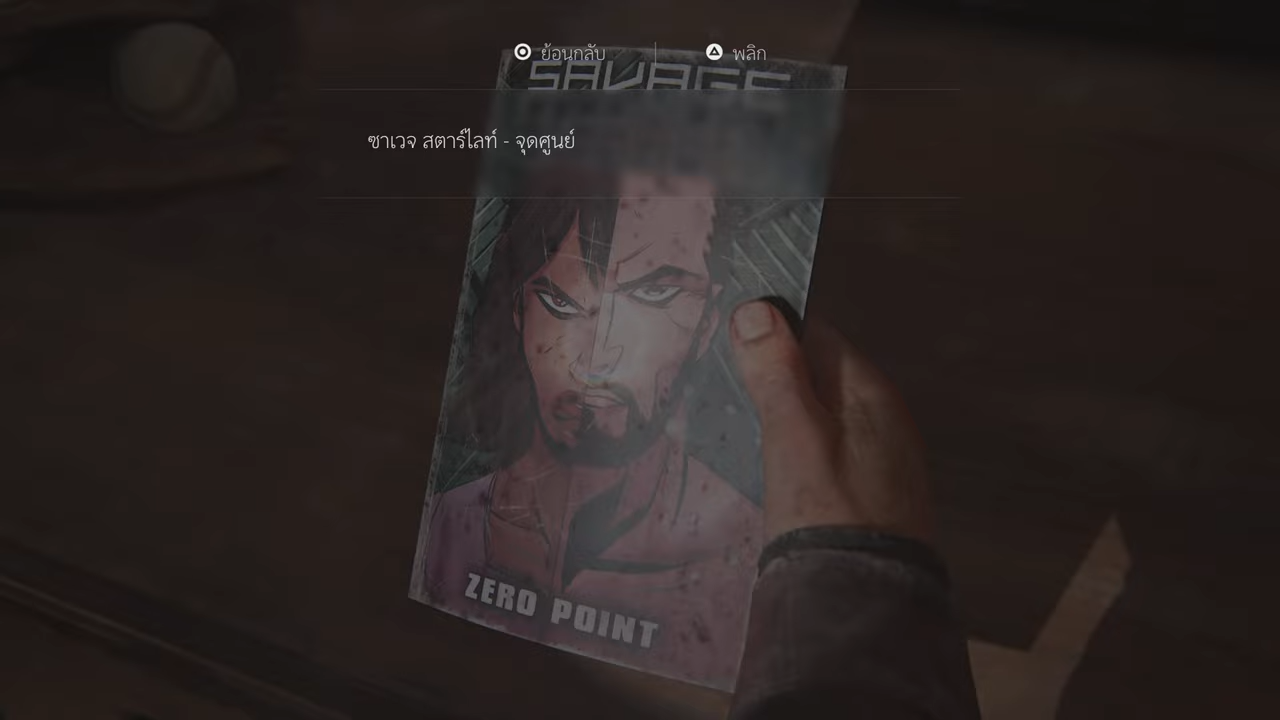 ย้อนกลับ พลิก
SAVAGE
ซาเวจ สตาร์ไลท์ - จุดศูนย์
ZERO POINT